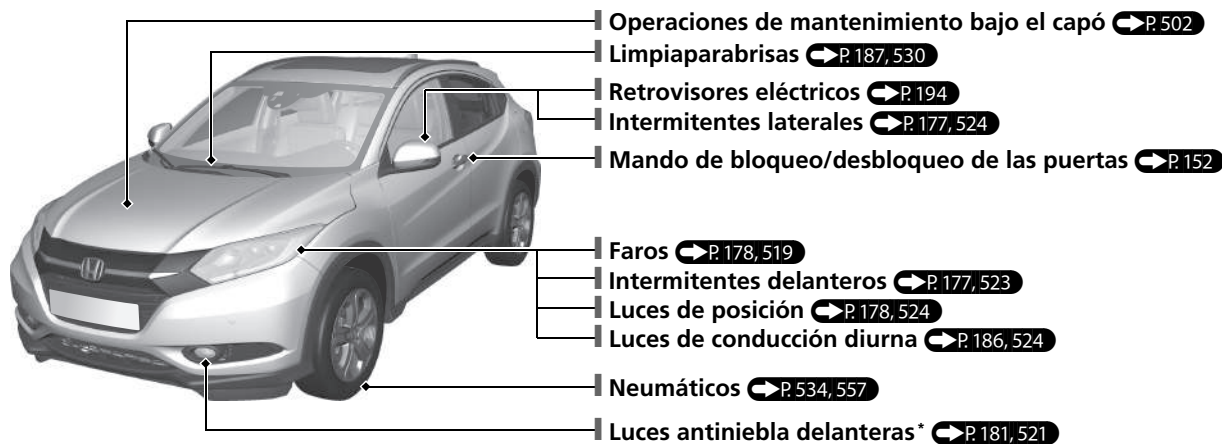 Operaciones de mantenimiento bajo el capó P. 502
Limpiaparabrisas P. 187, 530
Retrovisores eléctricos P. 194
Intermitentes laterales P. 177, 524
Mando de bloqueo/desbloqueo de las puertas P. 152
Faros P. 178, 519
Intermitentes delanteros P. 177, 523
Luces de posición P. 178, 524
Luces de conducción diurna P. 186, 524
Neumáticos P. 534, 557
Luces antiniebla delanteras* P. 181, 521